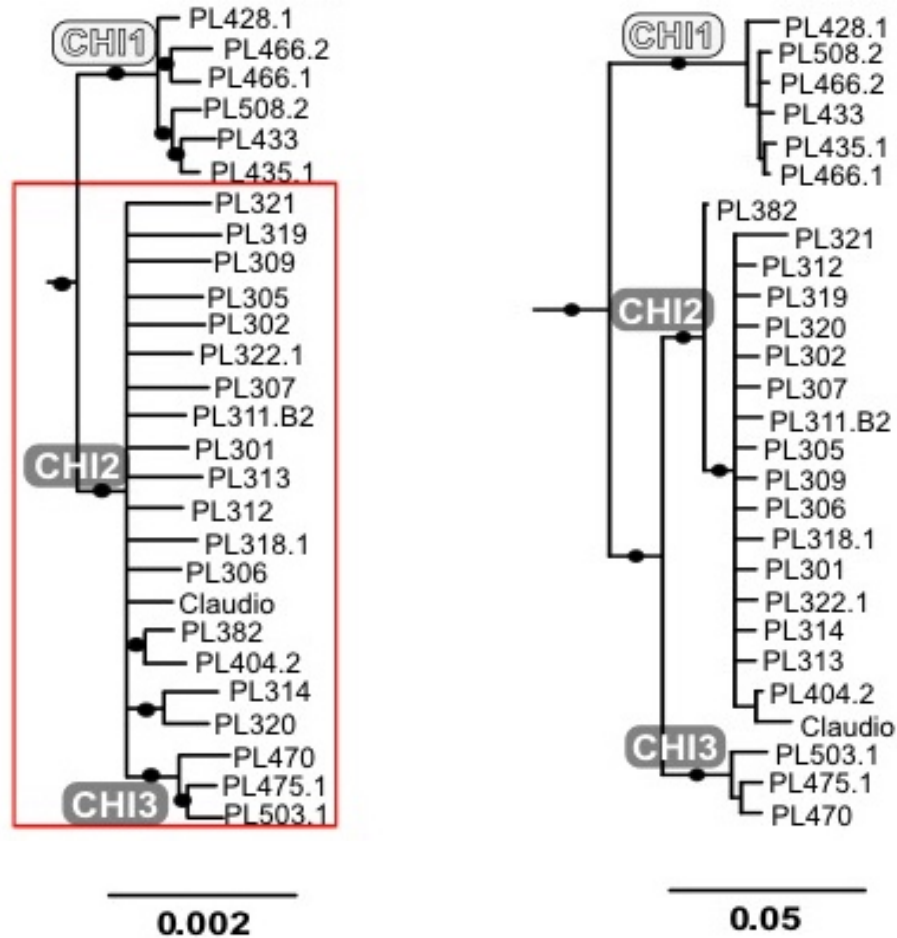 CHI1
PL428.1
PL466.2
PL466.1
PL508.2
PL433
PL435.1
PL321
PL319
PL309
PL305
PL302
PL322.1
PL307
PL311.B2
PL301
CHI2
PL313
PL312
PL318.1
PL306
Claudio
PL382
PL404.2
PL314
PL320
PL470
PL475.1
CHI3
PL503.1
0.002
CHI1
PL428.1
PL508.2
PL466.2
PL433
PL435.1
PL466.1
PL382
PL321
PL312
PL319
CHI2
PL320
PL302
PL307
PL311.B2
PL305
PL309
PL306
PL318.1
PL301
PL322.1
PL314
PL313
PL404.2
Claudio
CHI3
PL503.1
PL475.1
PL470
0.05